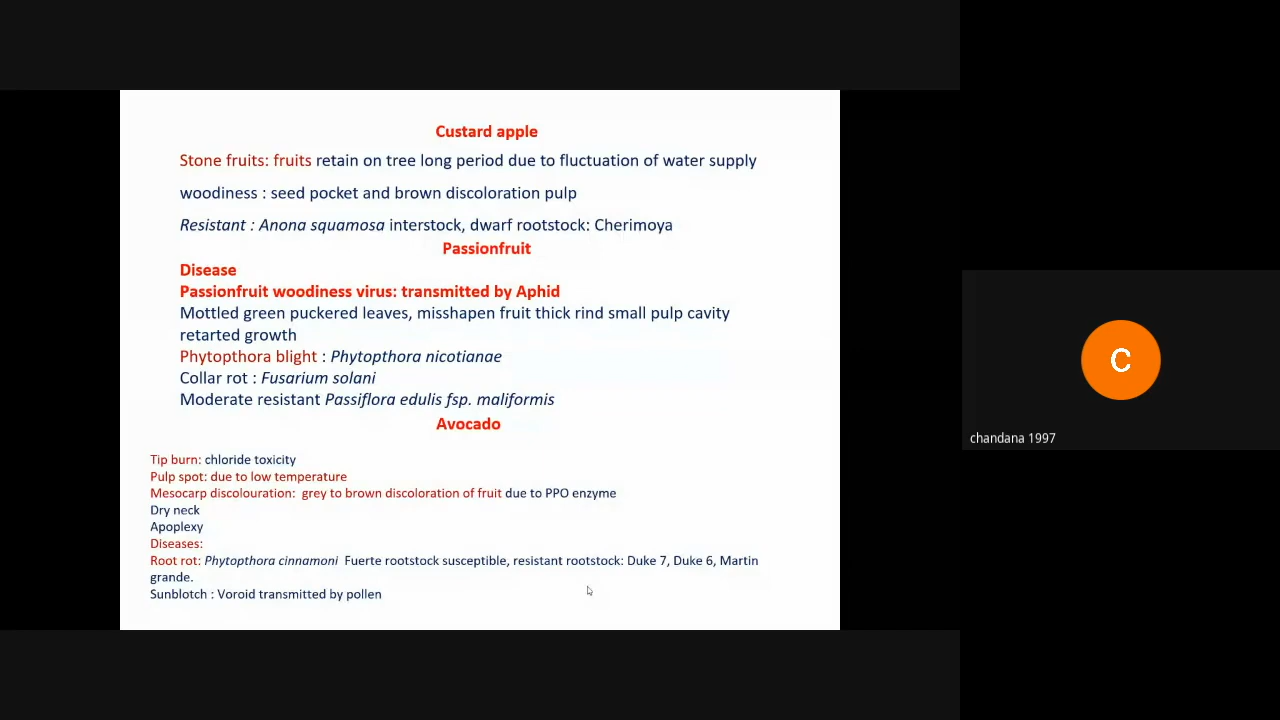 Custard apple
Stone fruits: fruits retain on tree long period due to fluctuation of water supply
woodiness : seed pocket and brown discoloration pulp
Resistant : Anona squamosa interstock, dwarf rootstock: Cherimoya
Passionfruit
Disease
Passionfruit woodiness virus: transmitted by Aphid
Mottled green puckered leaves, misshapen fruit thick rind small pulp cavity
retarted growth
Phytopthora blight : Phytopthora nicotianae
Collar rot : Fusarium solani
Moderate resistant Passiflora edulis fsp. maliformis
Avocado
Tip burn: chloride toxicity
Pulp spot: due to low temperature
Mesocarp discolouration:  grey to brown discoloration of fruit due to PPO enzyme
Dry neck
Apoplexy
Diseases:
Root rot: Phytopthora cinnamoni  Fuerte rootstock susceptible, resistant rootstock: Duke 7, Duke 6, Martin
grande.
Sunblotch : Voroid transmitted by pollen
C
chandana 1997